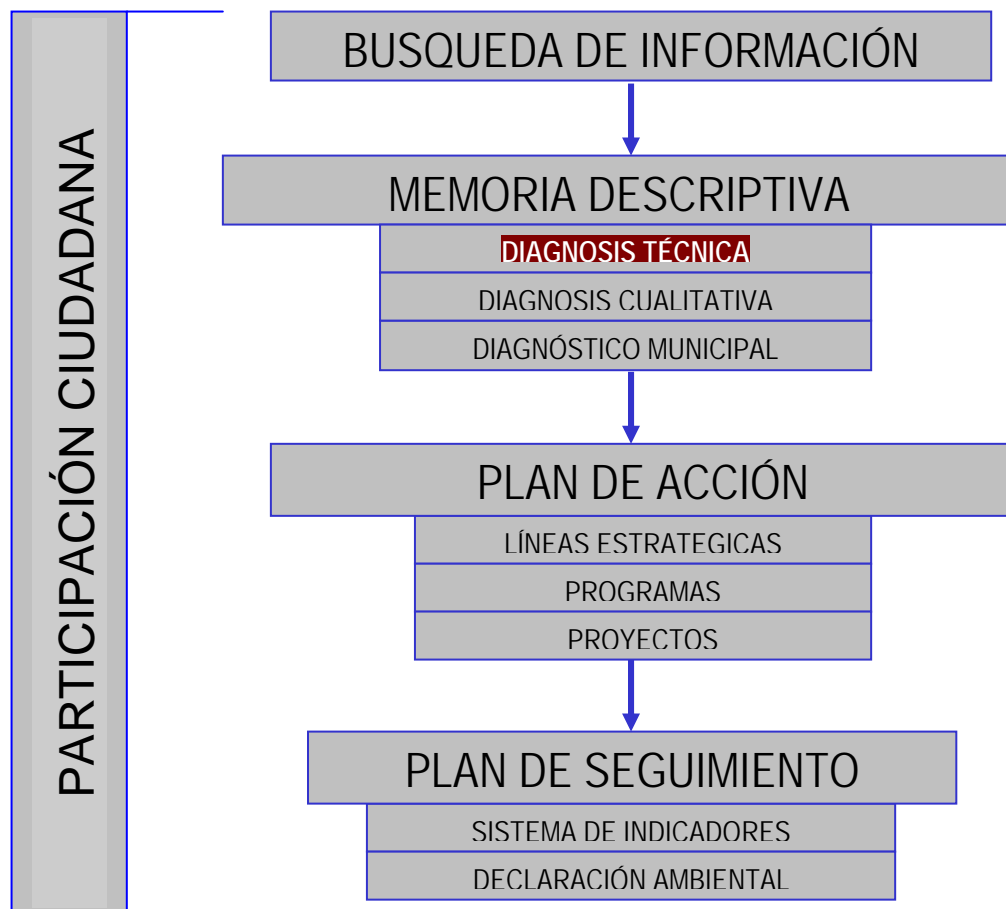 PARTICIPACIÓN CIUDADANA
BUSQUEDA DE INFORMACIÓN
MEMORIA DESCRIPTIVA
DIAGNOSIS TÉCNICA
DIAGNOSIS CUALITATIVA
DIAGNÓSTICO MUNICIPAL
PLAN DE ACCIÓN
LÍNEAS ESTRATEGICAS
PROGRAMAS
PROYECTOS
PLAN DE SEGUIMIENTO
SISTEMA DE INDICADORES
DECLARACIÓN AMBIENTAL